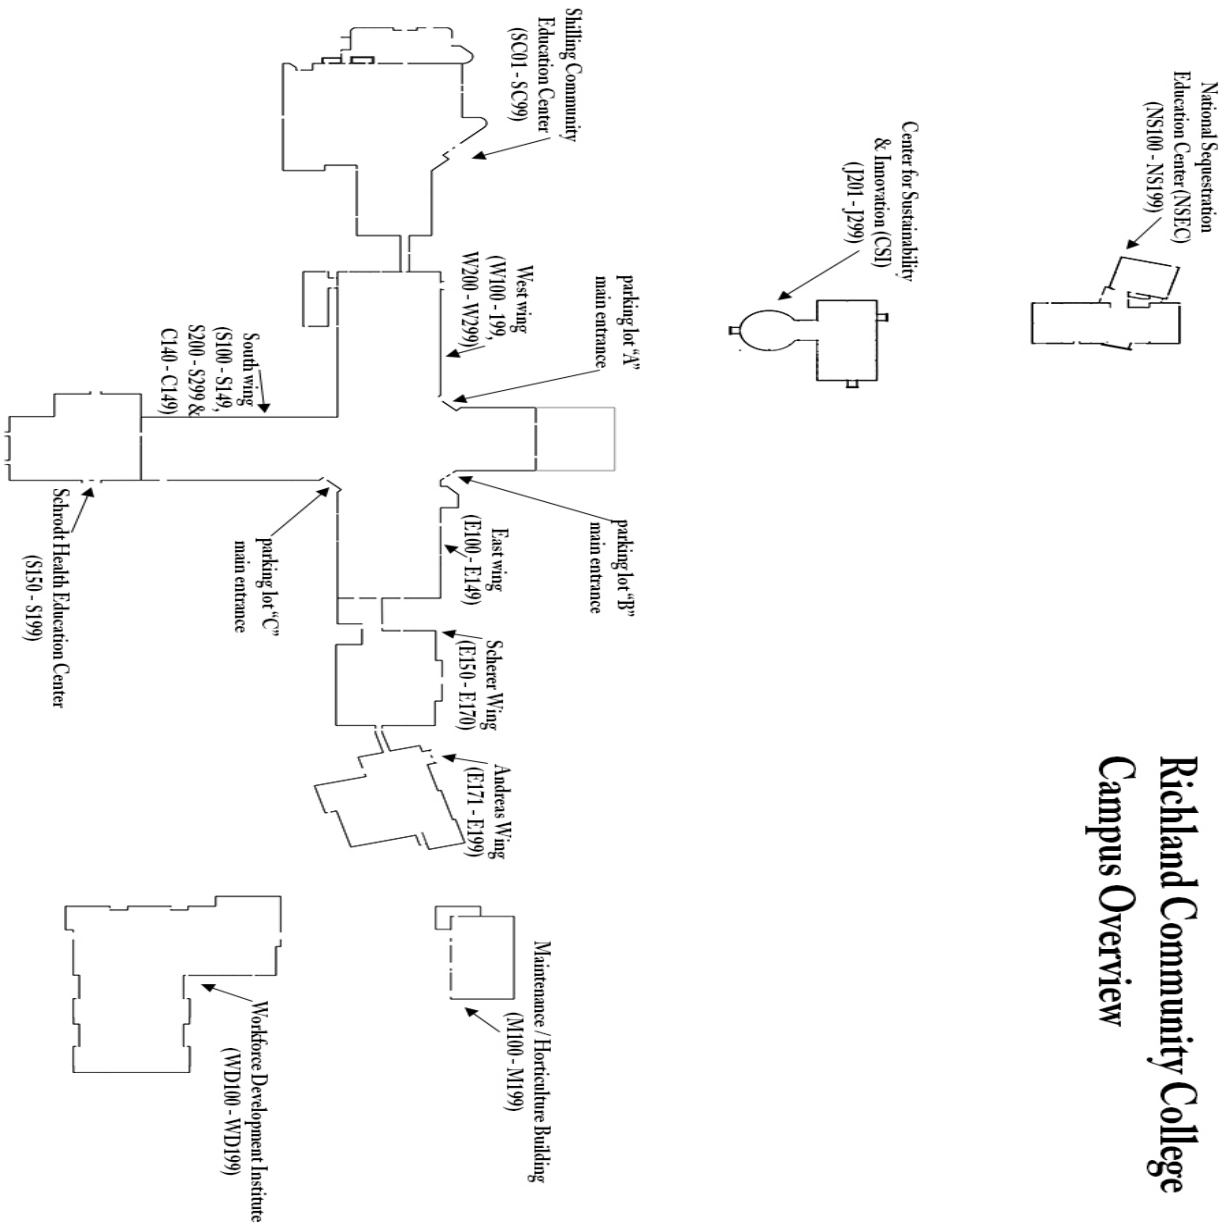 Richland Community College
Campus Overview
National Sequestration
Education Center (NSEC)
(NS100 - NS199)
Center for Sustainability
& Innovation (CSI)
(J201 - J299)
parking lot "A"
main entrance
parking lot "B"
main entrance
Shilling Community
Education Center
(SC01 - SC99)
West wing
(W100 - 199,
W200 - W299)
East wing
(E100 - E149)
Scherer Wing
(E150 - E170)
Andreas Wing
(E171 - E199)
Maintenance / Horticulture Building
(M100 - M199)
South wing
(S100 - S149,
S200 - S299 &
C140 - C149)
parking lot "C"
main entrance
Workforce Development Institute
(WD100 - WD199)
Schrodt Health Education Center
(S150 - S199)